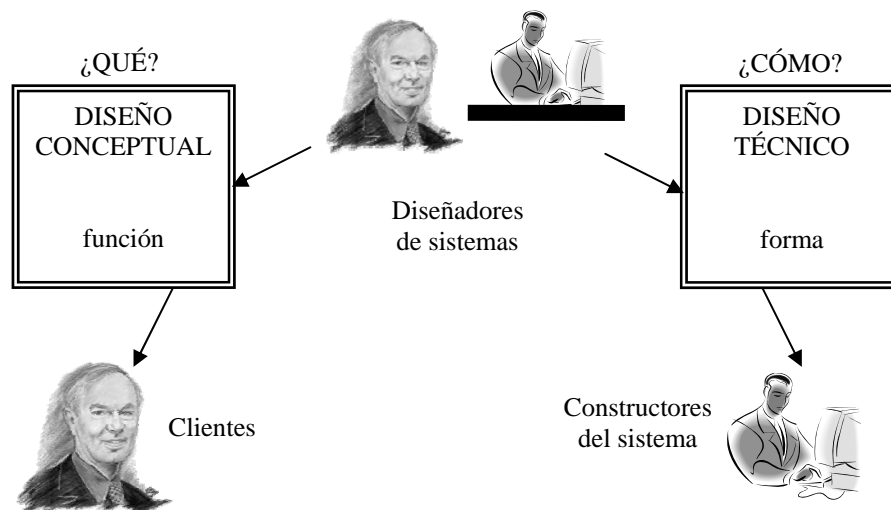 ¿QUÉ?
DISEÑO
CONCEPTUAL
función
Diseñadores
de sistemas
¿CÓMO?
DISEÑO
TÉCNICO
forma
Clientes
Constructores
del sistema